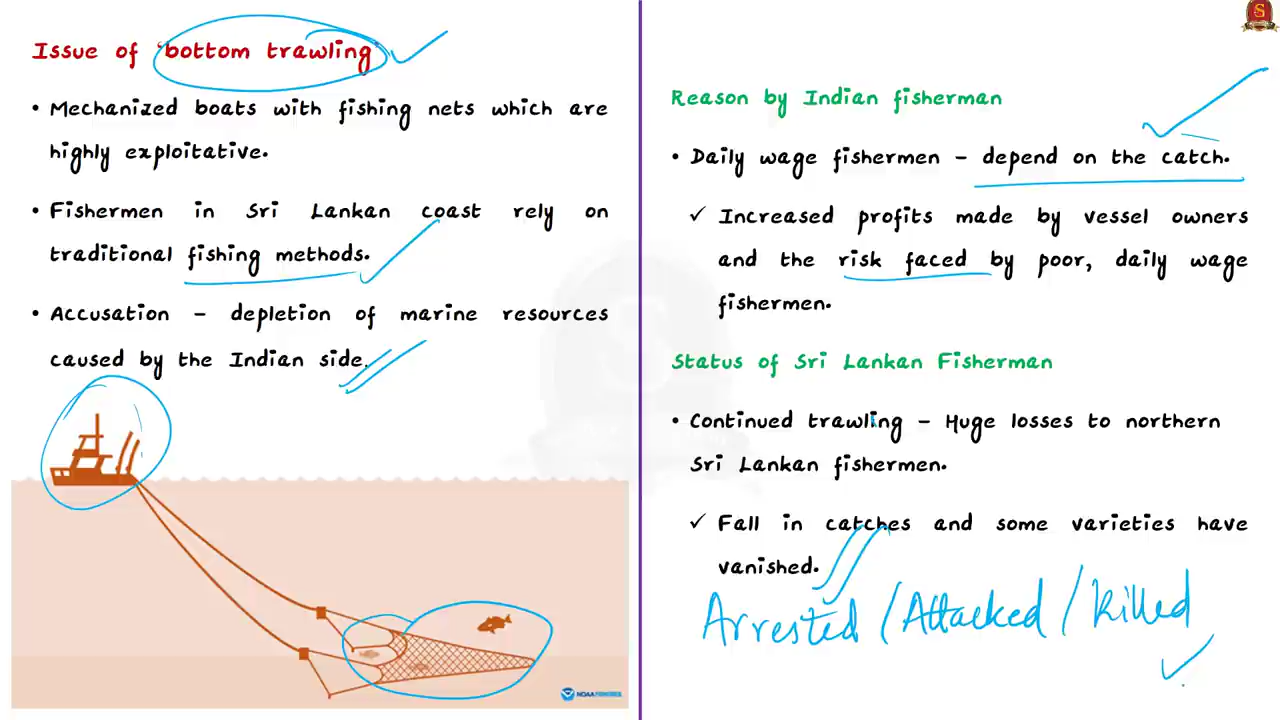 Issue of ‘bottom trawling’
• Mechanized boats with fishing nets which are
highly exploitative.
• Fishermen in Sri Lankan coast rely on
traditional fishing methods.
• Accusation – depletion of marine resources
caused by the Indian side.
NOAA FISHERIES
Reason by Indian fisherman
• Daily wage fishermen – depend on the catch.
✓ Increased profits made by vessel owners
and the risk faced by poor, daily wage
fishermen.
Status of Sri Lankan Fisherman
• Continued trawling – Huge losses to northern
Sri Lankan fishermen.
✓ Fall in catches and some varieties have
vanished.
Arrested / Attacked / Killed